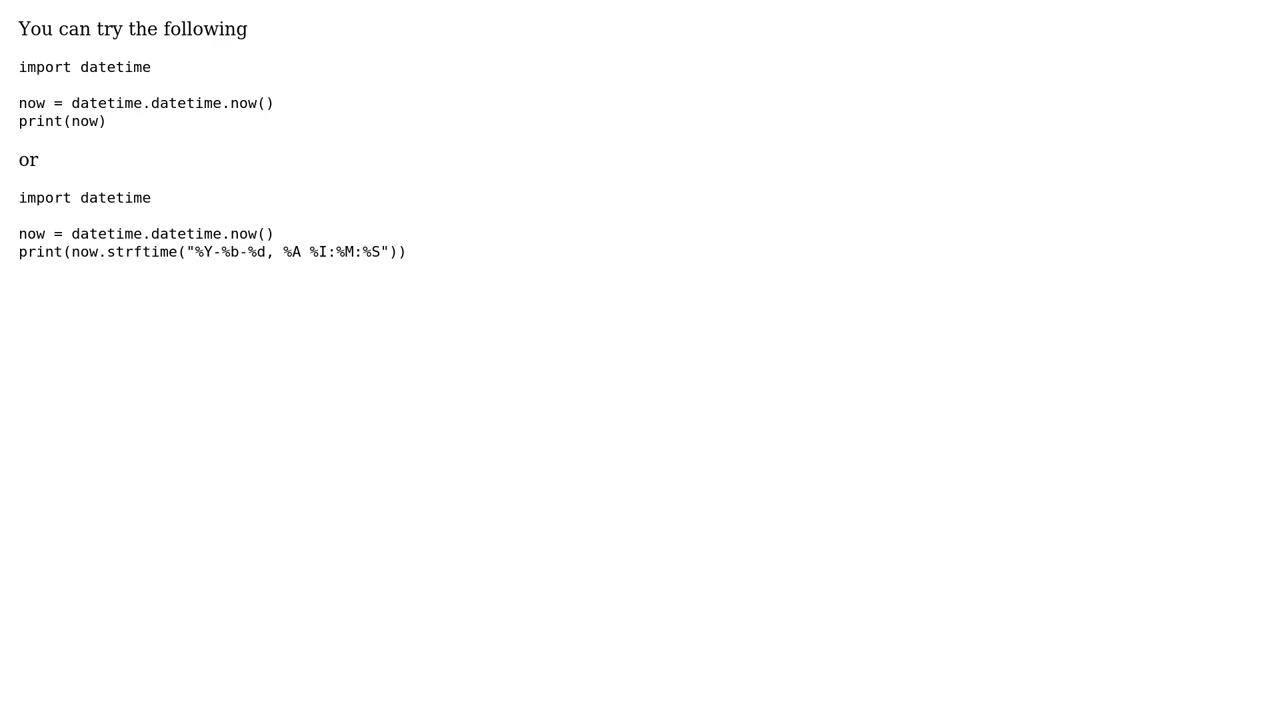 You can try the following
import datetime
now = datetime.datetime.now()
print(now)
or
import datetime
now = datetime.datetime.now()
print(now.strftime("%Y-%b-%d, %A %I:%M:%S"))